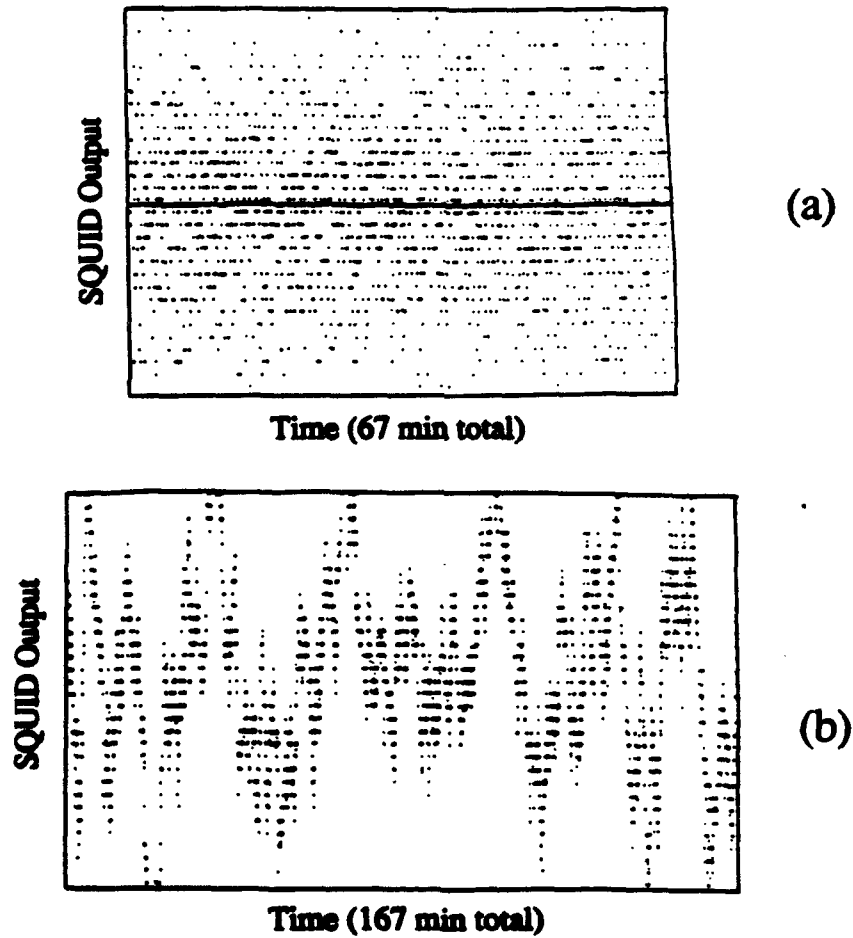 SQUID Output
(a)
Time (67 min total)
SQUID Output
(b)
Time (167 min total)